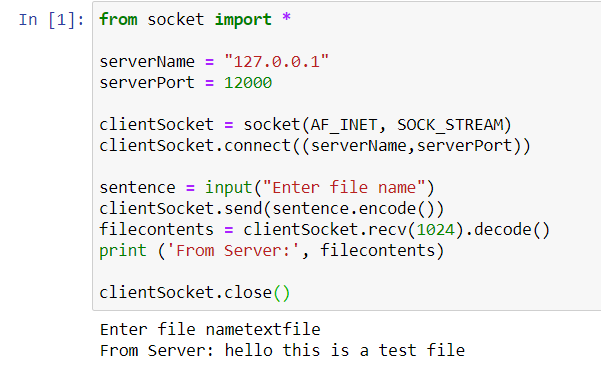 In [1]: from socket import *
serverName = "127.0.0.1"
serverPort = 12000
clientSocket = socket(AF_INET, SOCK_STREAM)
clientSocket.connect((serverName,serverPort))
sentence = input("Enter file name")
clientSocket.send(sentence.encode())
filecontents = clientSocket.recv(1024).decode()
print ('From Server:', filecontents)
clientSocket.close()
Enter file nametextfile
From Server: hello this is a test file